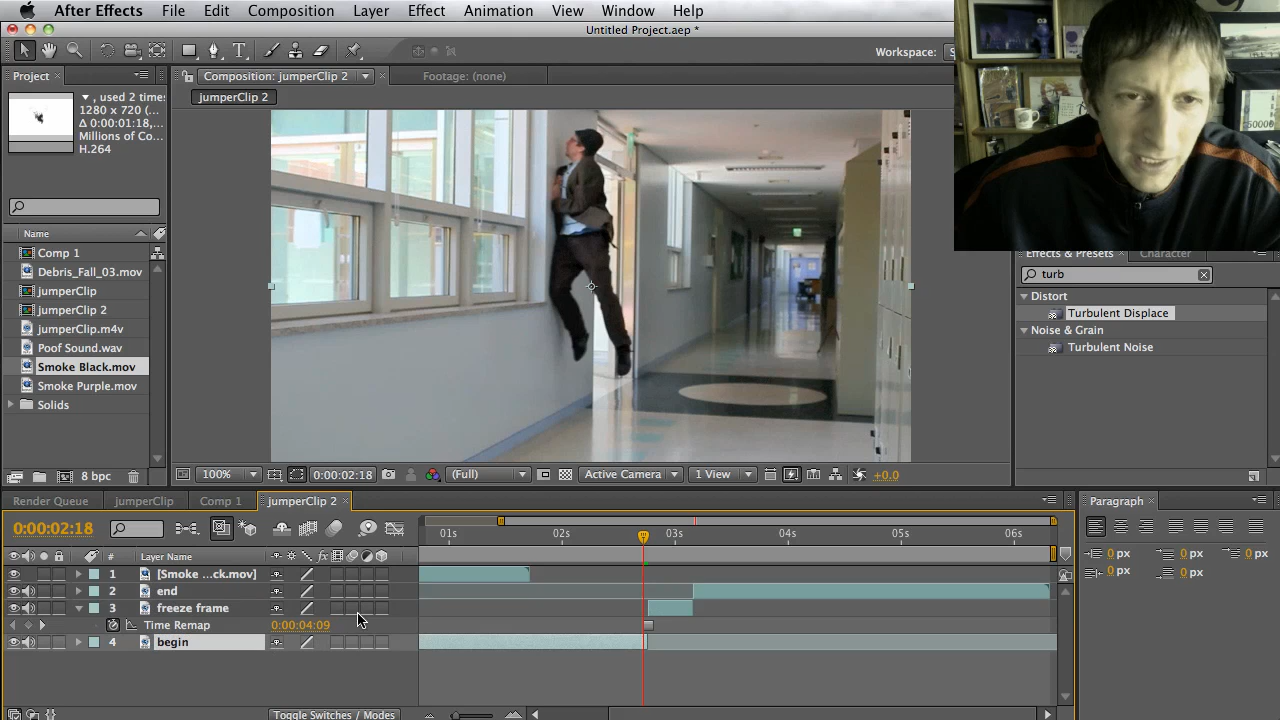 After Effects File Edit Composition Layer Effect Animation View Window Help
Untitled Project.aep *
Workspace: S
Project
Composition: jumperClip 2
Footage: (none)
jumperClip 2
, used 2 times
1280 x 720 (...
Δ 0:00:01:18, ...
Millions of Co...
H.264
50000
Effects & Presets
Character
turb
Name
Comp 1
Debris_Fall_03.mov
jumperClip
jumperClip 2
jumperClip.m4v
Poof Sound.wav
Smoke Black.mov
Smoke Purple.mov
Solids
Distort
Turbulent Displace
Noise & Grain
Turbulent Noise
8 bpc
100%
0:00:02:18
(Full)
Active Camera
1 View
+0.0
Render Queue
jumperClip
Comp 1
jumperClip 2
Paragraph
0:00:02:18
01s 02s 03s 04s 05s 06s
# Layer Name
1 [Smoke ...ck.mov]
2 end
3 freeze frame
Time Remap 0:00:04:09
4 begin
0 px 0 px 0 px
0 px 0 px
Toggle Switches / Modes